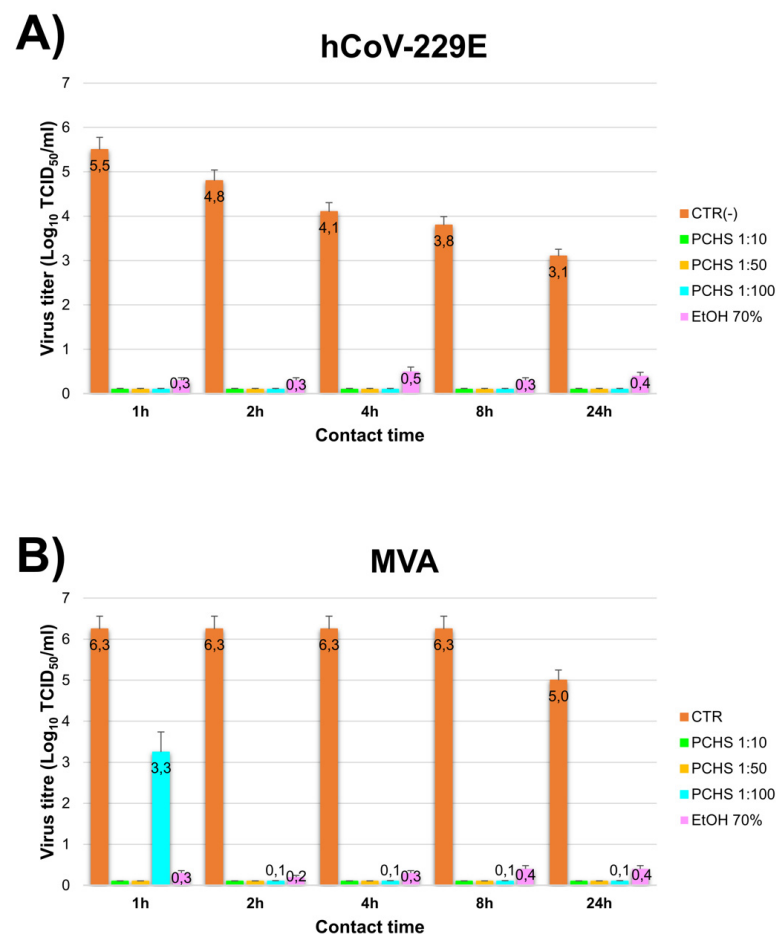 A)
hCoV-229E
Virus titer (Log10 TCID50/ml)
7
6
5
4
3
2
1
0
5,5
0,3
4,8
0,3
4,1
0,5
3,8
0,3
3,1
0,4
1h
2h
4h
8h
24h
Contact time
CTR(-)
PCHS 1:10
PCHS 1:50
PCHS 1:100
EtOH 70%
B)
MVA
Virus titre (Log10 TCID50/ml)
7
6
5
4
3
2
1
0
6,3
3,3
0,3
6,3
0,1
0,2
6,3
0,1
0,3
6,3
0,1
0,4
5,0
0,1
0,4
1h
2h
4h
8h
24h
Contact time
CTR
PCHS 1:10
PCHS 1:50
PCHS 1:100
EtOH 70%